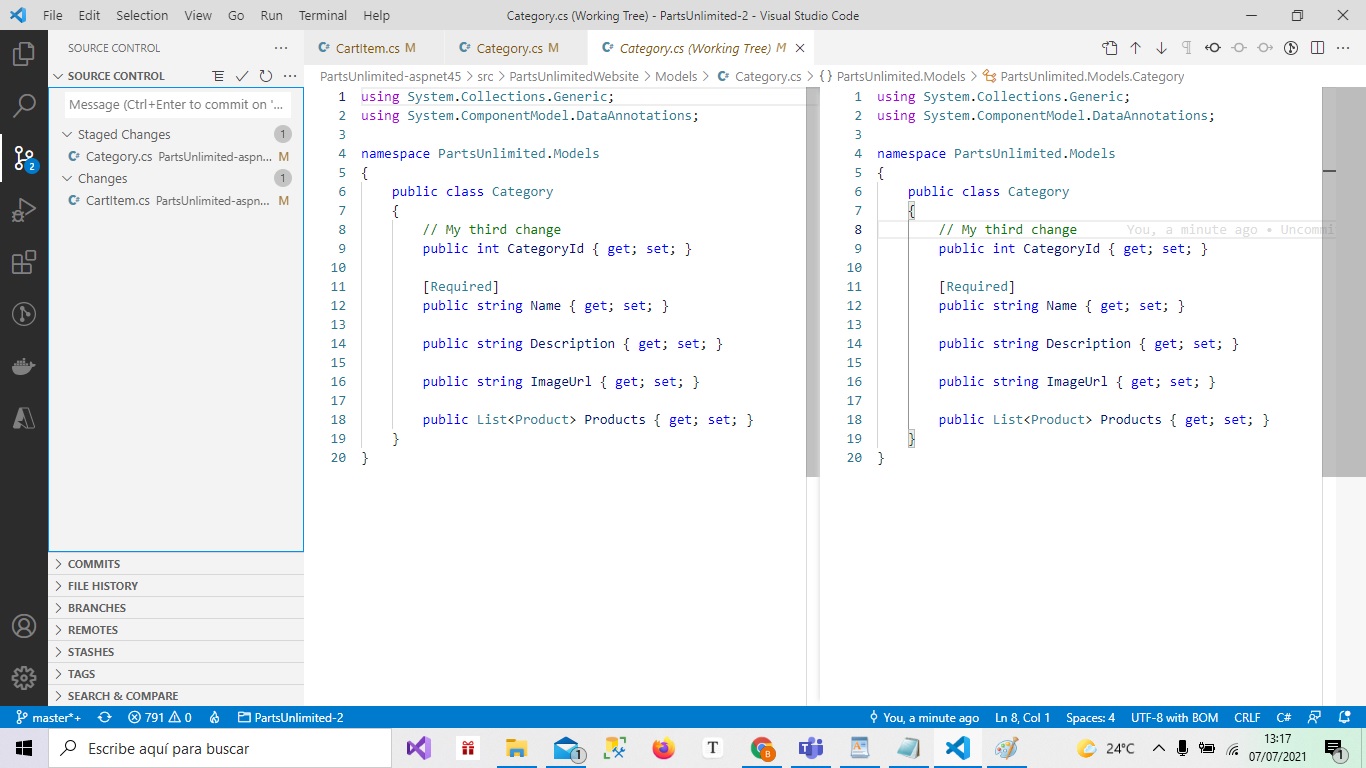 File Edit Selection View Go Run Terminal Help Category.cs (Working Tree) - PartsUnlimited-2 - Visual Studio Code
SOURCE CONTROL
CartItem.cs M Category.cs M Category.cs (Working Tree) M
SOURCE CONTROL
PartsUnlimited-aspnet45 > src > PartsUnlimitedWebsite > Models > Category.cs > {} PartsUnlimited.Models > PartsUnlimited.Models.Category
Message (Ctrl+Enter to commit on '...
Staged Changes 1
Category.cs PartsUnlimited-aspn... M
Changes 1
CartItem.cs PartsUnlimited-aspn... M
COMMITS
FILE HISTORY
BRANCHES
REMOTES
STASHES
TAGS
SEARCH & COMPARE
2
1 using System.Collections.Generic;
2 using System.ComponentModel.DataAnnotations;
3
4 namespace PartsUnlimited.Models
5 {
6 public class Category
7 {
8 // My third change
9 public int CategoryId { get; set; }
10
11 [Required]
12 public string Name { get; set; }
13
14 public string Description { get; set; }
15
16 public string ImageUrl { get; set; }
17
18 public List<Product> Products { get; set; }
19 }
20 }
1 using System.Collections.Generic;
2 using System.ComponentModel.DataAnnotations;
3
4 namespace PartsUnlimited.Models
5 {
6 public class Category
7 {
8 // My third change You, a minute ago • Uncommi
9 public int CategoryId { get; set; }
10
11 [Required]
12 public string Name { get; set; }
13
14 public string Description { get; set; }
15
16 public string ImageUrl { get; set; }
17
18 public List<Product> Products { get; set; }
19 }
20 }
master*+ 791 0 PartsUnlimited-2 You, a minute ago Ln 8, Col 1 Spaces: 4 UTF-8 with BOM CRLF C#
Escribe aquí para buscar 1 T 8 24°C 13:17
07/07/2021 1